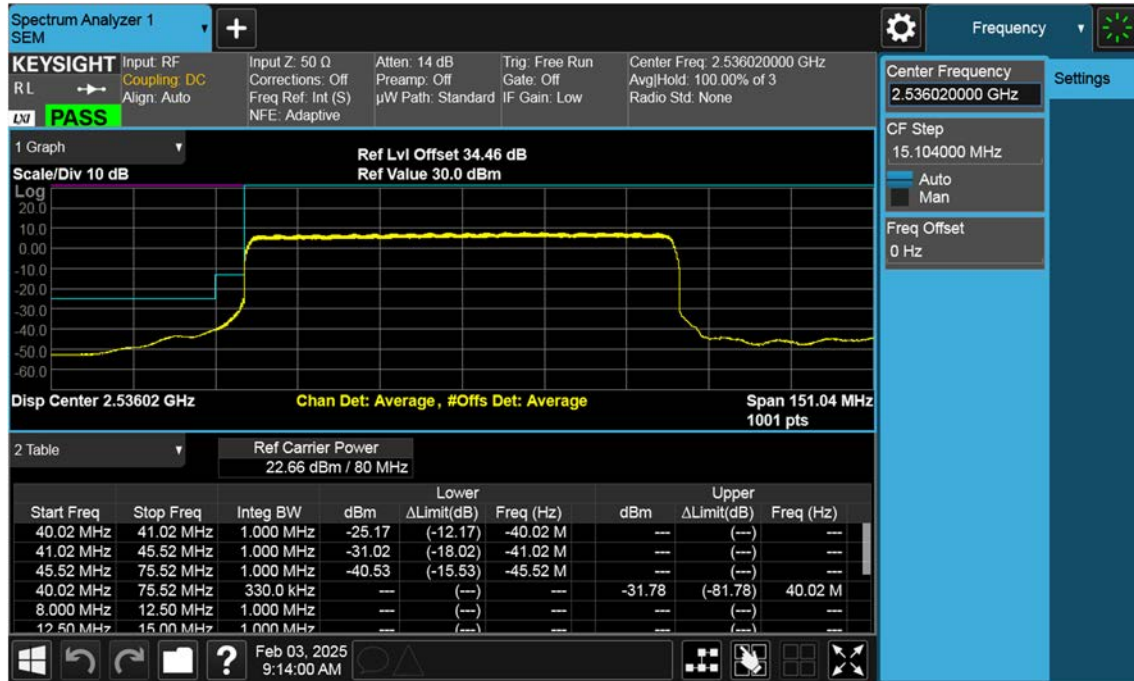 Spectrum Analyzer 1
SEM
Frequency
KEYSIGHT
R L
LXI
PASS
Input: RF
Coupling: DC
Align: Auto
Input Z: 50 Ω
Corrections: Off
Freq Ref: Int (S)
NFE: Adaptive
Atten: 14 dB
Preamp: Off
µW Path: Standard
Trig: Free Run
Gate: Off
IF Gain: Low
Center Freq: 2.536020000 GHz
Avg|Hold: 100.00% of 3
Radio Std: None
Center Frequency
2.536020000 GHz
Settings
CF Step
15.104000 MHz
Auto
Man
Freq Offset
0 Hz
1 Graph
Scale/Div 10 dB
Ref Lvl Offset 34.46 dB
Ref Value 30.0 dBm
Log
20.0
10.0
0.00
-10.0
-20.0
-30.0
-40.0
-50.0
-60.0
Disp Center 2.53602 GHz
Chan Det: Average, #Offs Det: Average
Span 151.04 MHz
1001 pts
2 Table
Ref Carrier Power
22.66 dBm / 80 MHz
Lower Upper
Start Freq Stop Freq Integ BW dBm ΔLimit(dB) Freq (Hz) dBm ΔLimit(dB) Freq (Hz)
40.02 MHz 41.02 MHz 1.000 MHz -25.17 (-12.17) -40.02 M --- (---) ---
41.02 MHz 45.52 MHz 1.000 MHz -31.02 (-18.02) -41.02 M --- (---) ---
45.52 MHz 75.52 MHz 1.000 MHz -40.53 (-15.53) -45.52 M --- (---) ---
40.02 MHz 75.52 MHz 330.0 kHz --- (---) --- -31.78 (-81.78) 40.02 M
8.000 MHz 12.50 MHz 1.000 MHz --- (---) --- --- (---) ---
12.50 MHz 15.00 MHz 1.000 MHz --- (---) --- --- (---) ---
Feb 03, 2025
9:14:00 AM